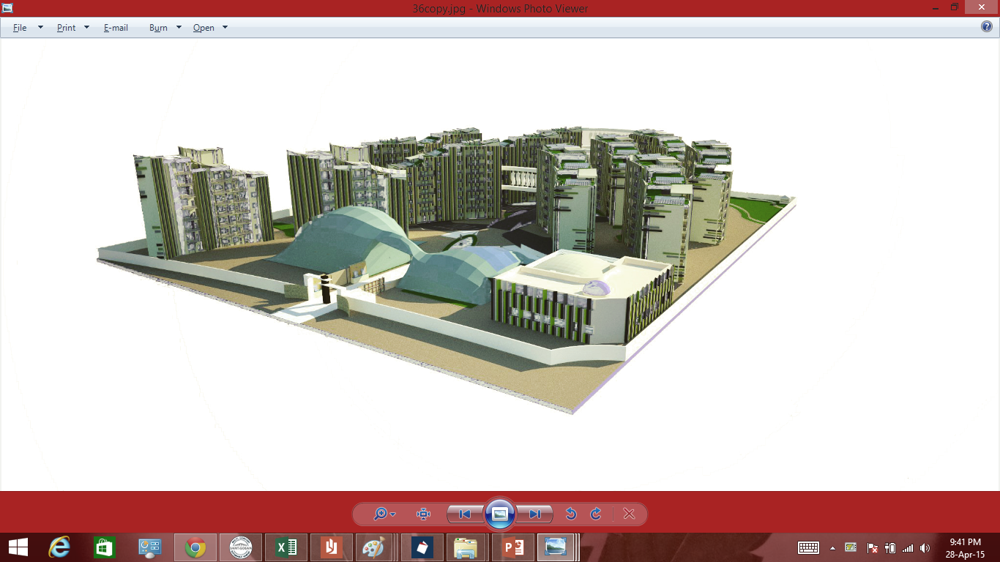 36copy.jpg - Windows Photo Viewer
File Print E-mail Burn Open
9:41 PM
28-Apr-15